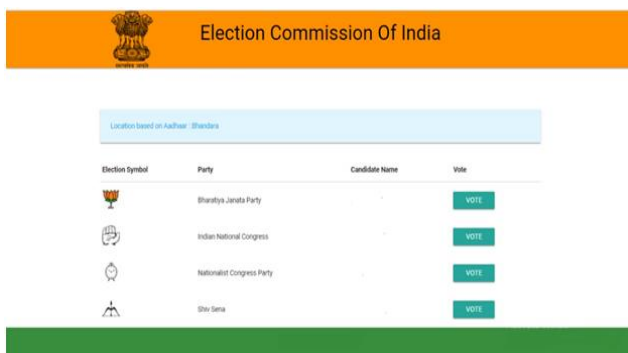 Election Commission Of India
Location based on Aadhaar : Bhandara
Election Symbol Party Candidate Name Vote
Bharatiya Janata Party VOTE
Indian National Congress VOTE
Nationalist Congress Party VOTE
Shiv Sena VOTE